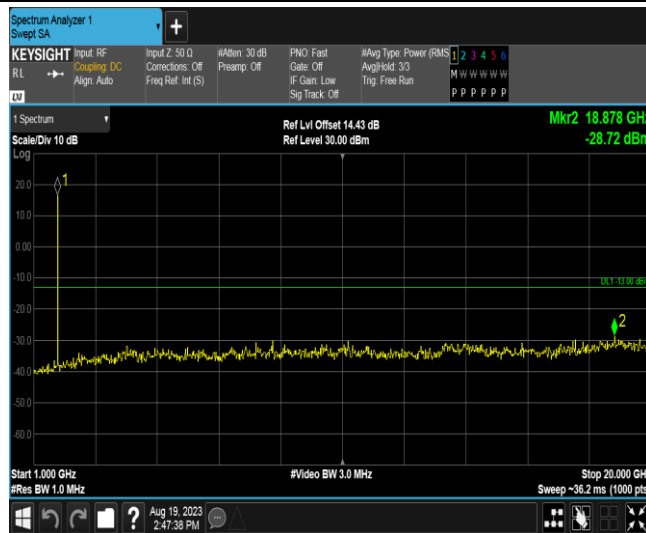 Spectrum Analyzer 1
Swept SA
+
KEYSIGHT
RL
LXI
Input: RF
Coupling: DC
Align: Auto
Input Z: 50 Ω
Corrections: Off
Freq Ref: Int (S)
#Atten: 30 dB
Preamp: Off
PNO: Fast
Gate: Off
IF Gain: Low
Sig Track: Off
#Avg Type: Power (RMS
Avg|Hold: 3/3
Trig: Free Run
1 2 3 4 5 6
M W W W W W
P P P P P P
1 Spectrum
Scale/Div 10 dB
Log
Ref Lvl Offset 14.43 dB
Ref Level 30.00 dBm
Mkr2 18.878 GHz
-28.72 dBm
1
20.0
10.0
0.00
-10.0
DL1 -13.00 dBm
-20.0
2
-30.0
-40.0
-50.0
-60.0
Start 1.000 GHz
#Res BW 1.0 MHz
#Video BW 3.0 MHz
Stop 20.000 GHz
Sweep ~36.2 ms (1000 pts)
?
Aug 19, 2023
2:47:38 PM